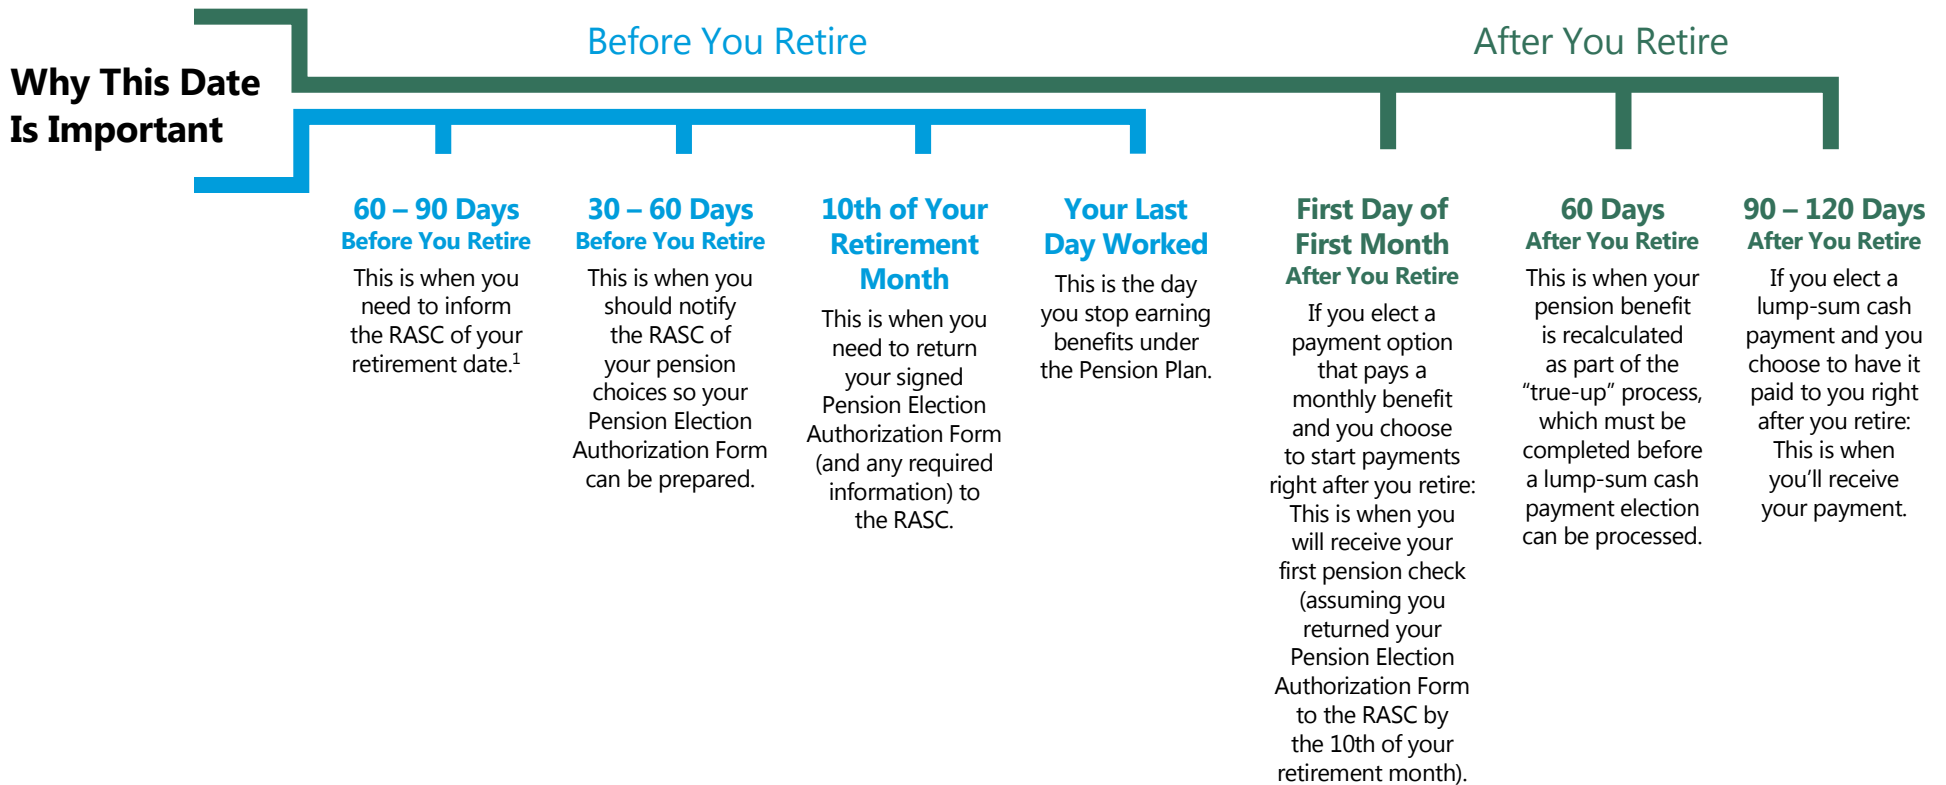 Before You Retire
After You Retire
Why This Date
Is Important
60 – 90 Days
Before You Retire
This is when you
need to inform
the RASC of your
retirement date.1
30 – 60 Days
Before You Retire
This is when you
should notify
the RASC of
your pension
choices so your
Pension Election
Authorization Form
can be prepared.
10th of Your
Retirement
Month
This is when you
need to return
your signed
Pension Election
Authorization Form
(and any required
information) to
the RASC.
Your Last
Day Worked
This is the day
you stop earning
benefits under
the Pension Plan.
First Day of
First Month
After You Retire
If you elect a
payment option
that pays a
monthly benefit
and you choose
to start payments
right after you retire:
This is when you
will receive your
first pension check
(assuming you
returned your
Pension Election
Authorization Form
to the RASC by
the 10th of your
retirement month).
60 Days
After You Retire
This is when your
pension benefit
is recalculated
as part of the
“true-up” process,
which must be
completed before
a lump-sum cash
payment election
can be processed.
90 – 120 Days
After You Retire
If you elect a
lump-sum cash
payment and you
choose to have it
paid to you right
after you retire:
This is when
you’ll receive
your payment.